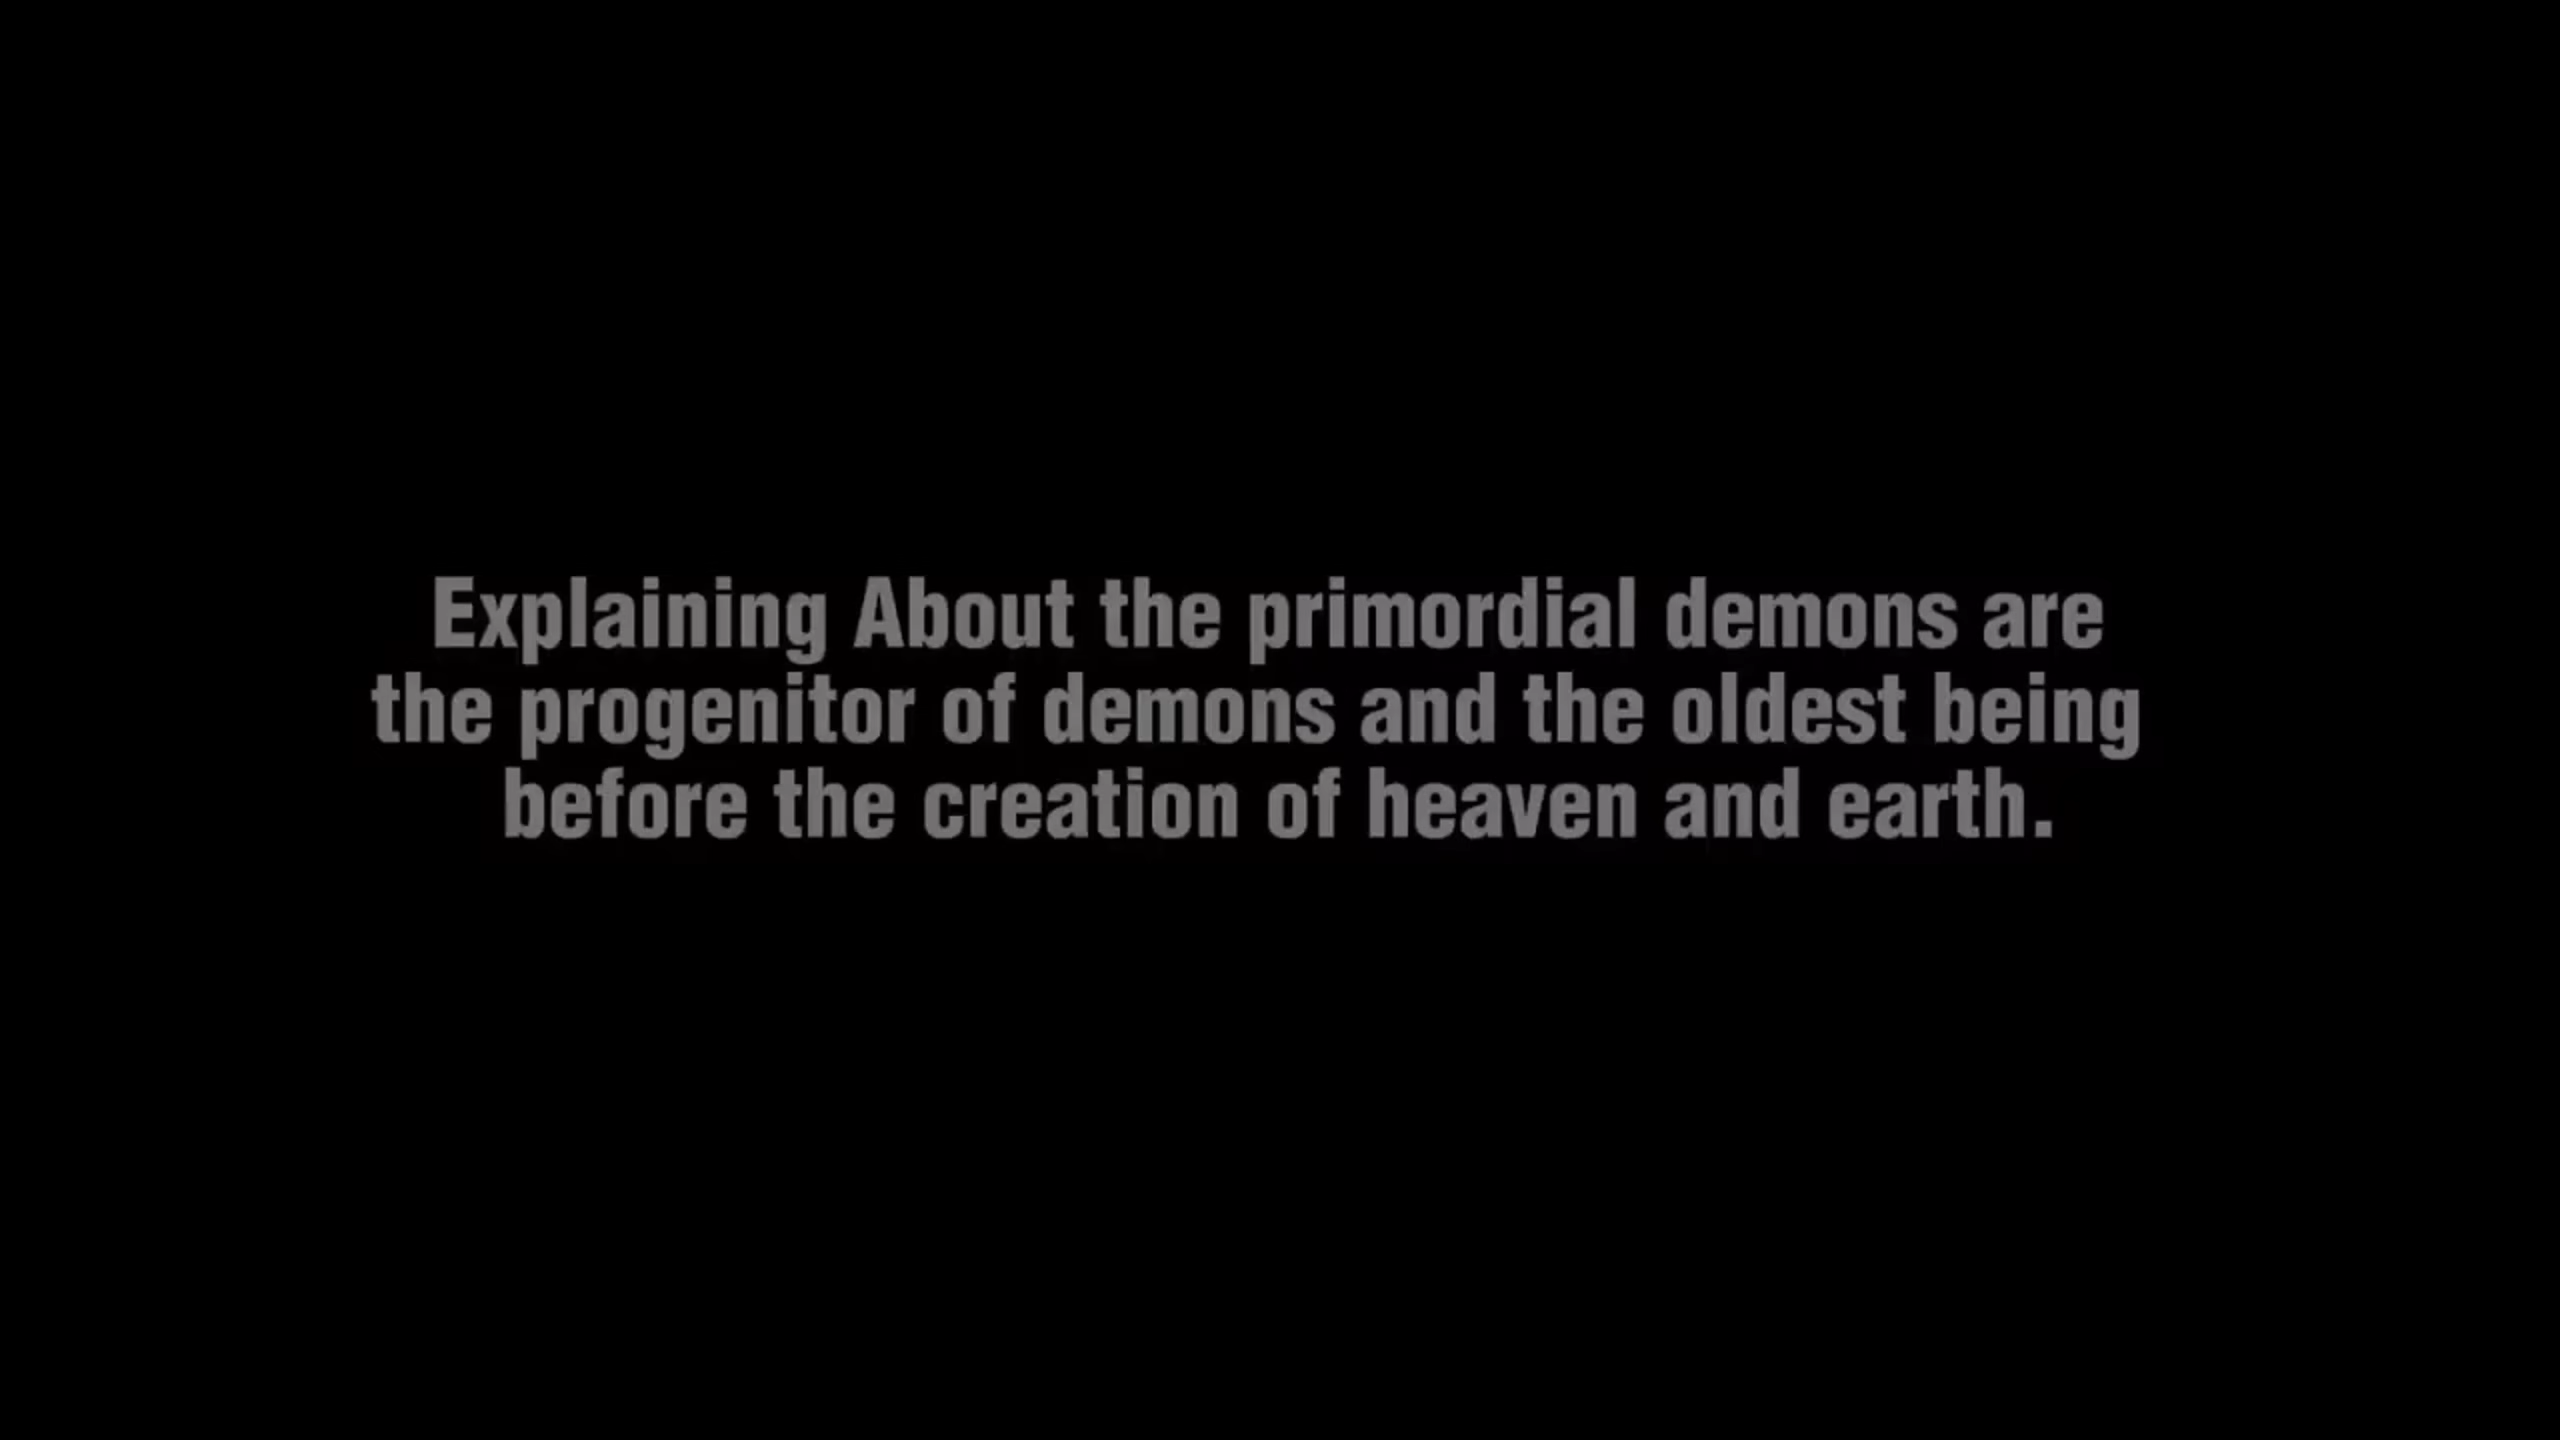 Explaining About the primordial demons are
the progenitor of demons and the oldest being
before the creation of heaven and earth.